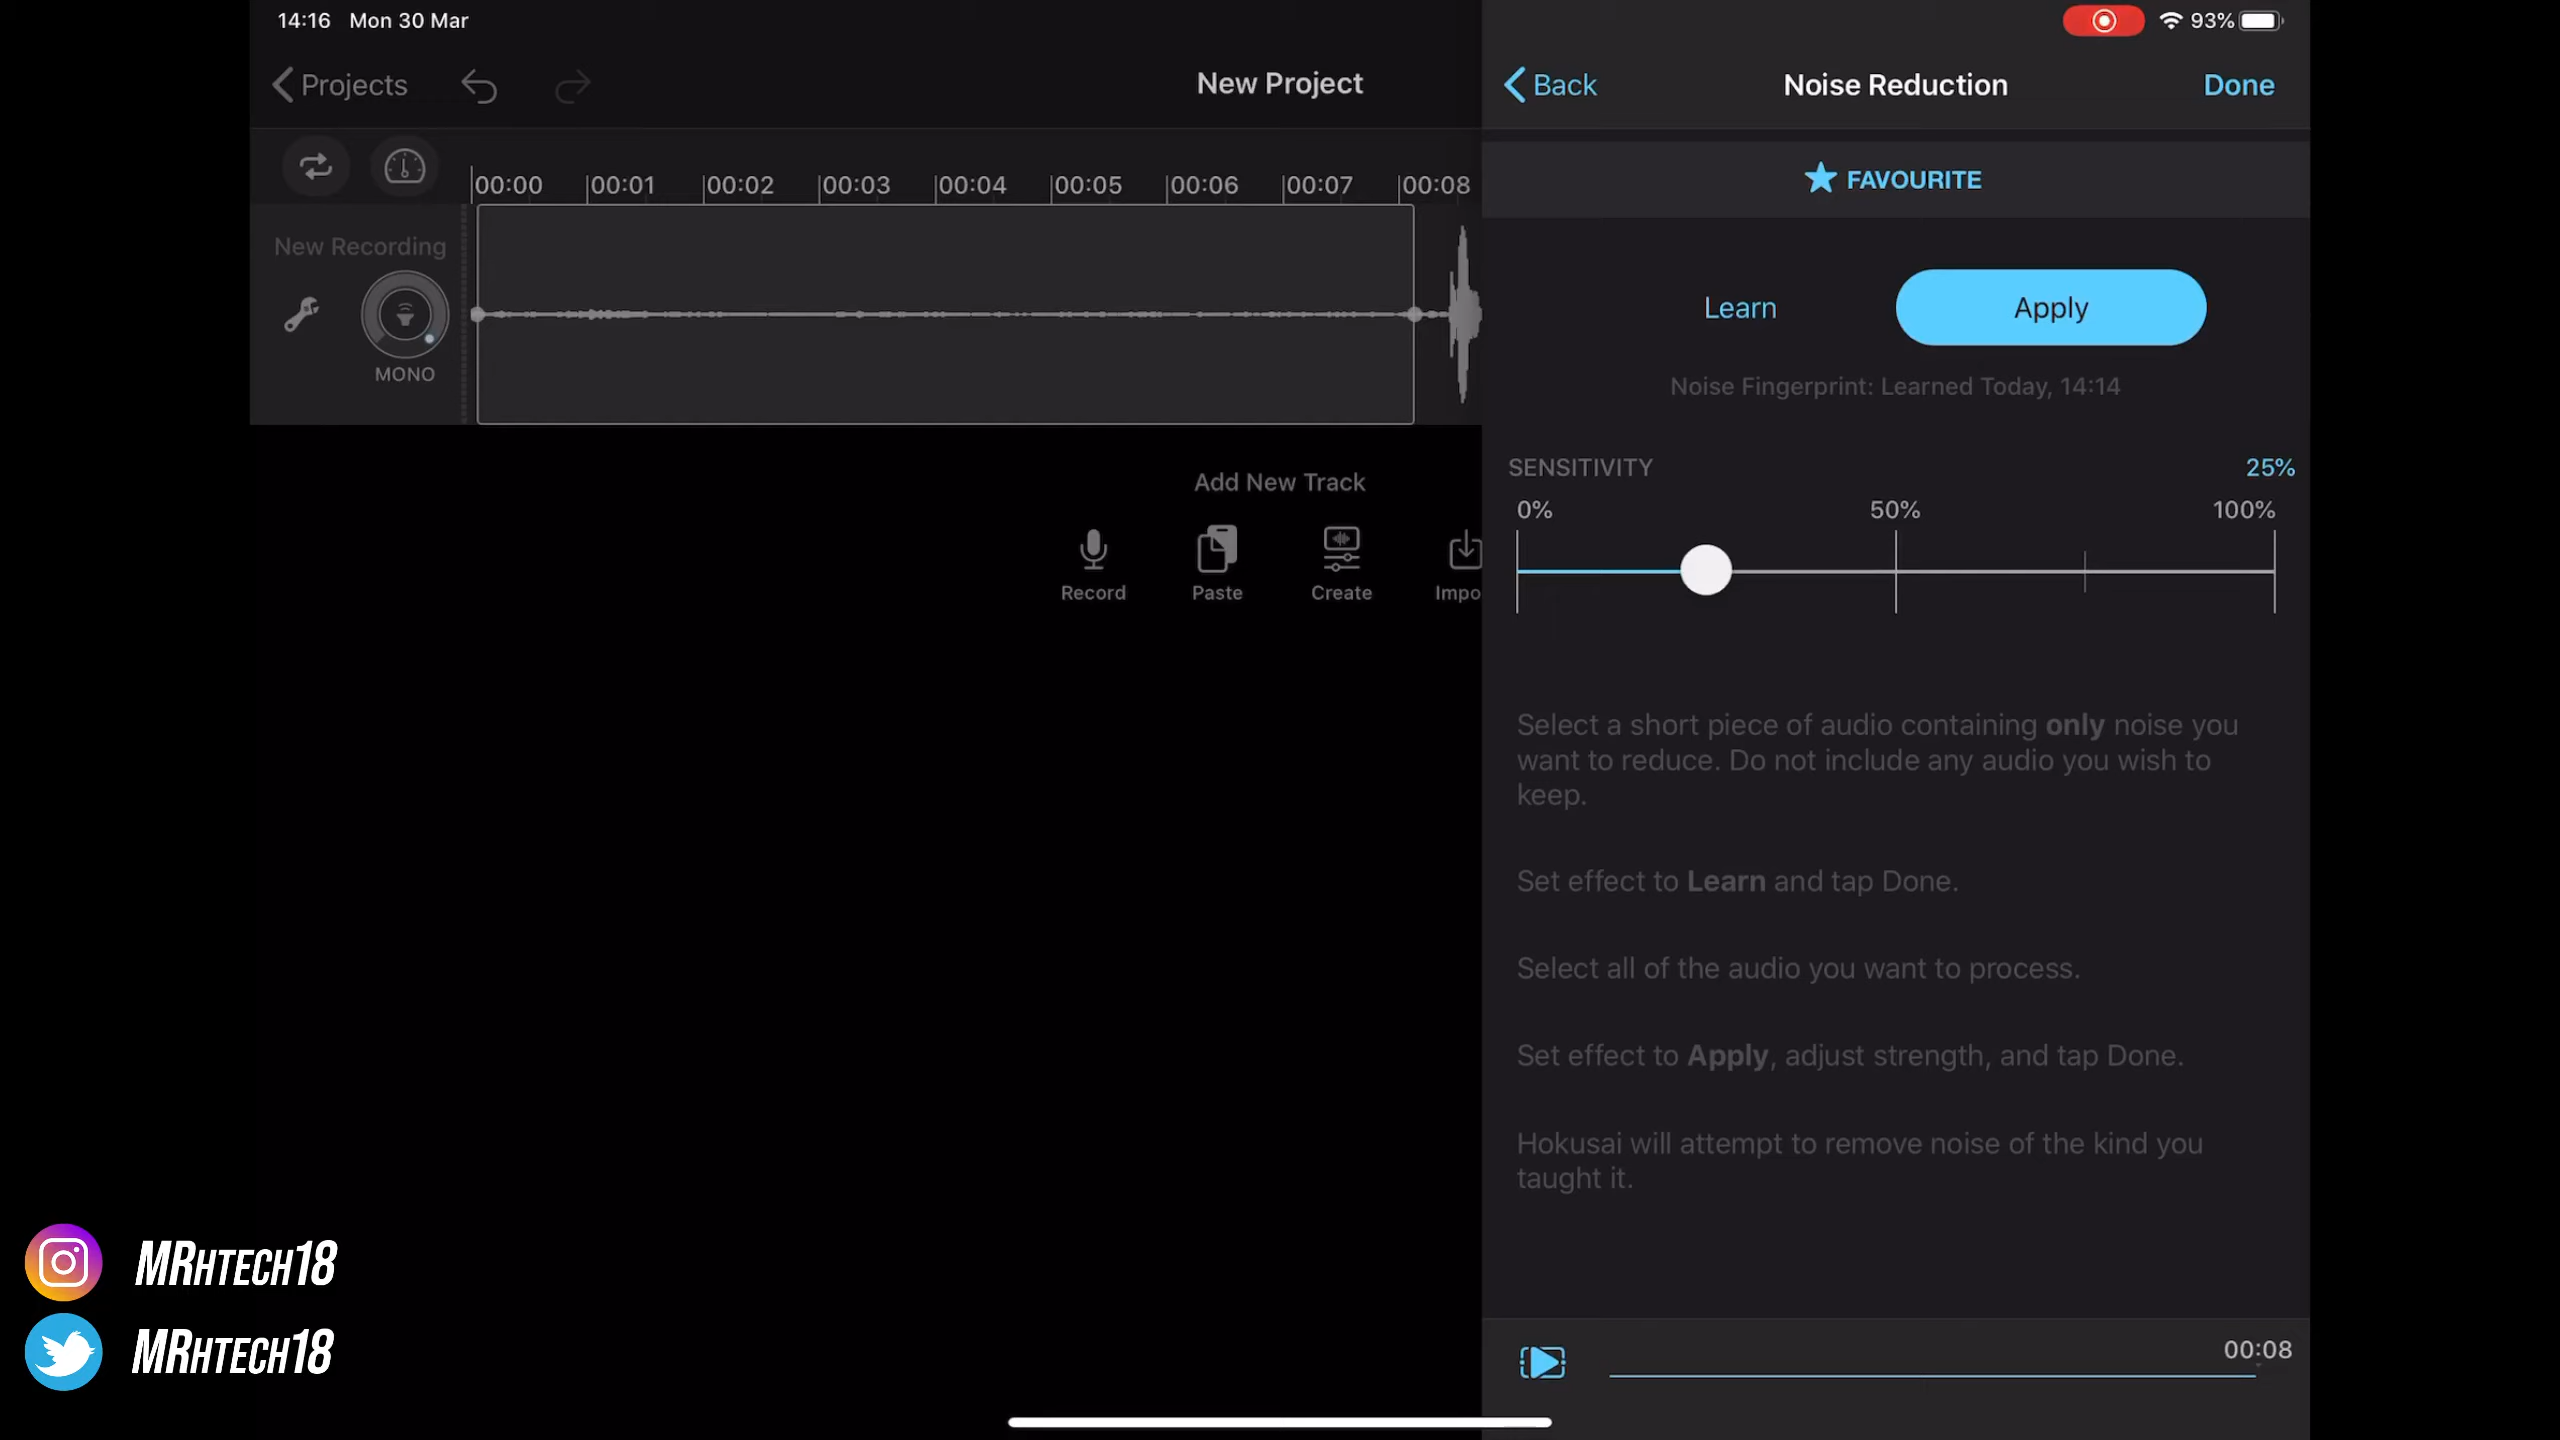 14:16 Mon 30 Mar
93%
Projects
New Project
Back
Noise Reduction
Done
00:00 00:01 00:02 00:03 00:04 00:05 00:06 00:07 00:08
FAVOURITE
New Recording
MONO
Learn
Apply
Noise Fingerprint: Learned Today, 14:14
Add New Track
Record
Paste
Create
Impo
SENSITIVITY
25%
0%
50%
100%
Select a short piece of audio containing only noise you
want to reduce. Do not include any audio you wish to
keep.
Set effect to Learn and tap Done.
Select all of the audio you want to process.
Set effect to Apply, adjust strength, and tap Done.
Hokusai will attempt to remove noise of the kind you
taught it.
00:08
MRHTECH18
MRHTECH18